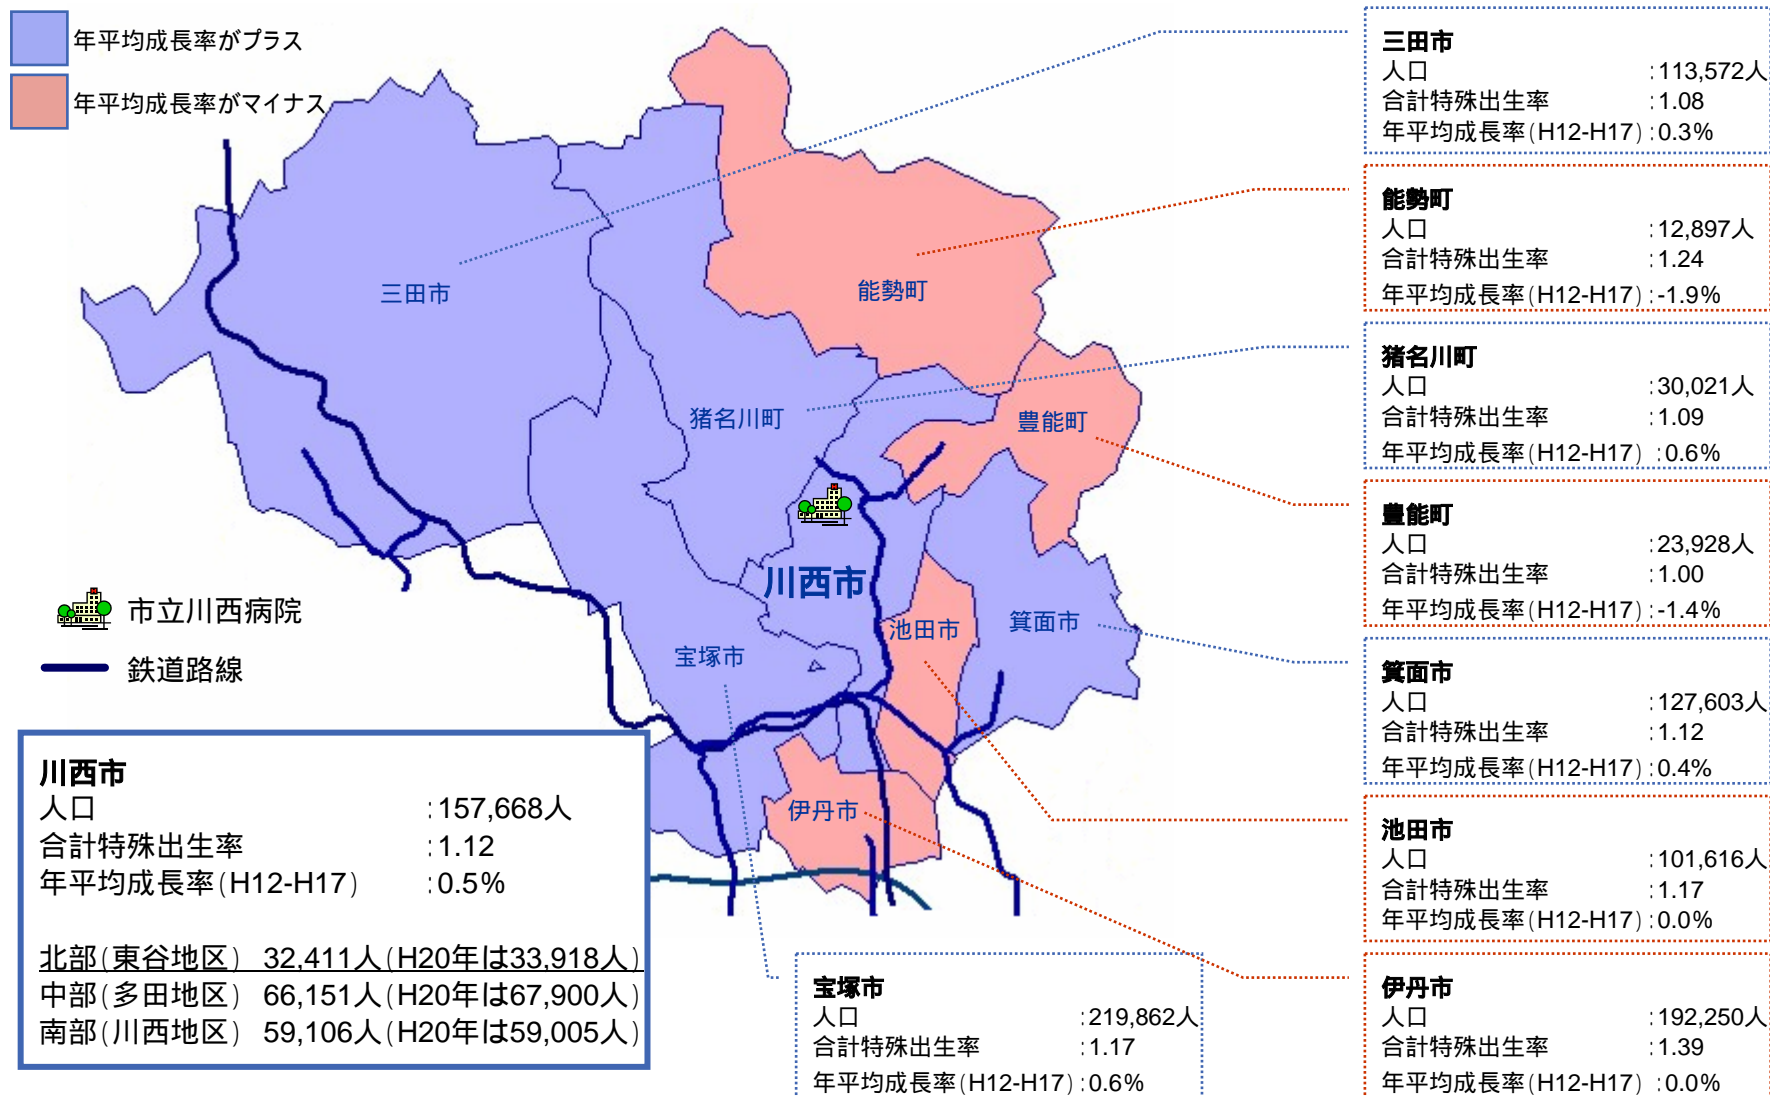 年平均成長率がプラス
年平均成長率がマイナス
三田市
能勢町
猪名川町
豊能町
川西市
池田市
箕面市
宝塚市
伊丹市
市立川西病院
鉄道路線
川西市
人口 :157,668人
合計特殊出生率 :1.12
年平均成長率(H12-H17) :0.5%
北部(東谷地区) 32,411人(H20年は33,918人)
中部(多田地区) 66,151人(H20年は67,900人)
南部(川西地区) 59,106人(H20年は59,005人)
三田市
人口 :113,572人
合計特殊出生率 :1.08
年平均成長率(H12-H17) :0.3%
能勢町
人口 :12,897人
合計特殊出生率 :1.24
年平均成長率(H12-H17) :-1.9%
猪名川町
人口 :30,021人
合計特殊出生率 :1.09
年平均成長率(H12-H17) :0.6%
豊能町
人口 :23,928人
合計特殊出生率 :1.00
年平均成長率(H12-H17) :-1.4%
箕面市
人口 :127,603人
合計特殊出生率 :1.12
年平均成長率(H12-H17) :0.4%
池田市
人口 :101,616人
合計特殊出生率 :1.17
年平均成長率(H12-H17) :0.0%
宝塚市
人口 :219,862人
合計特殊出生率 :1.17
年平均成長率(H12-H17) :0.6%
伊丹市
人口 :192,250人
合計特殊出生率 :1.39
年平均成長率(H12-H17) :0.0%